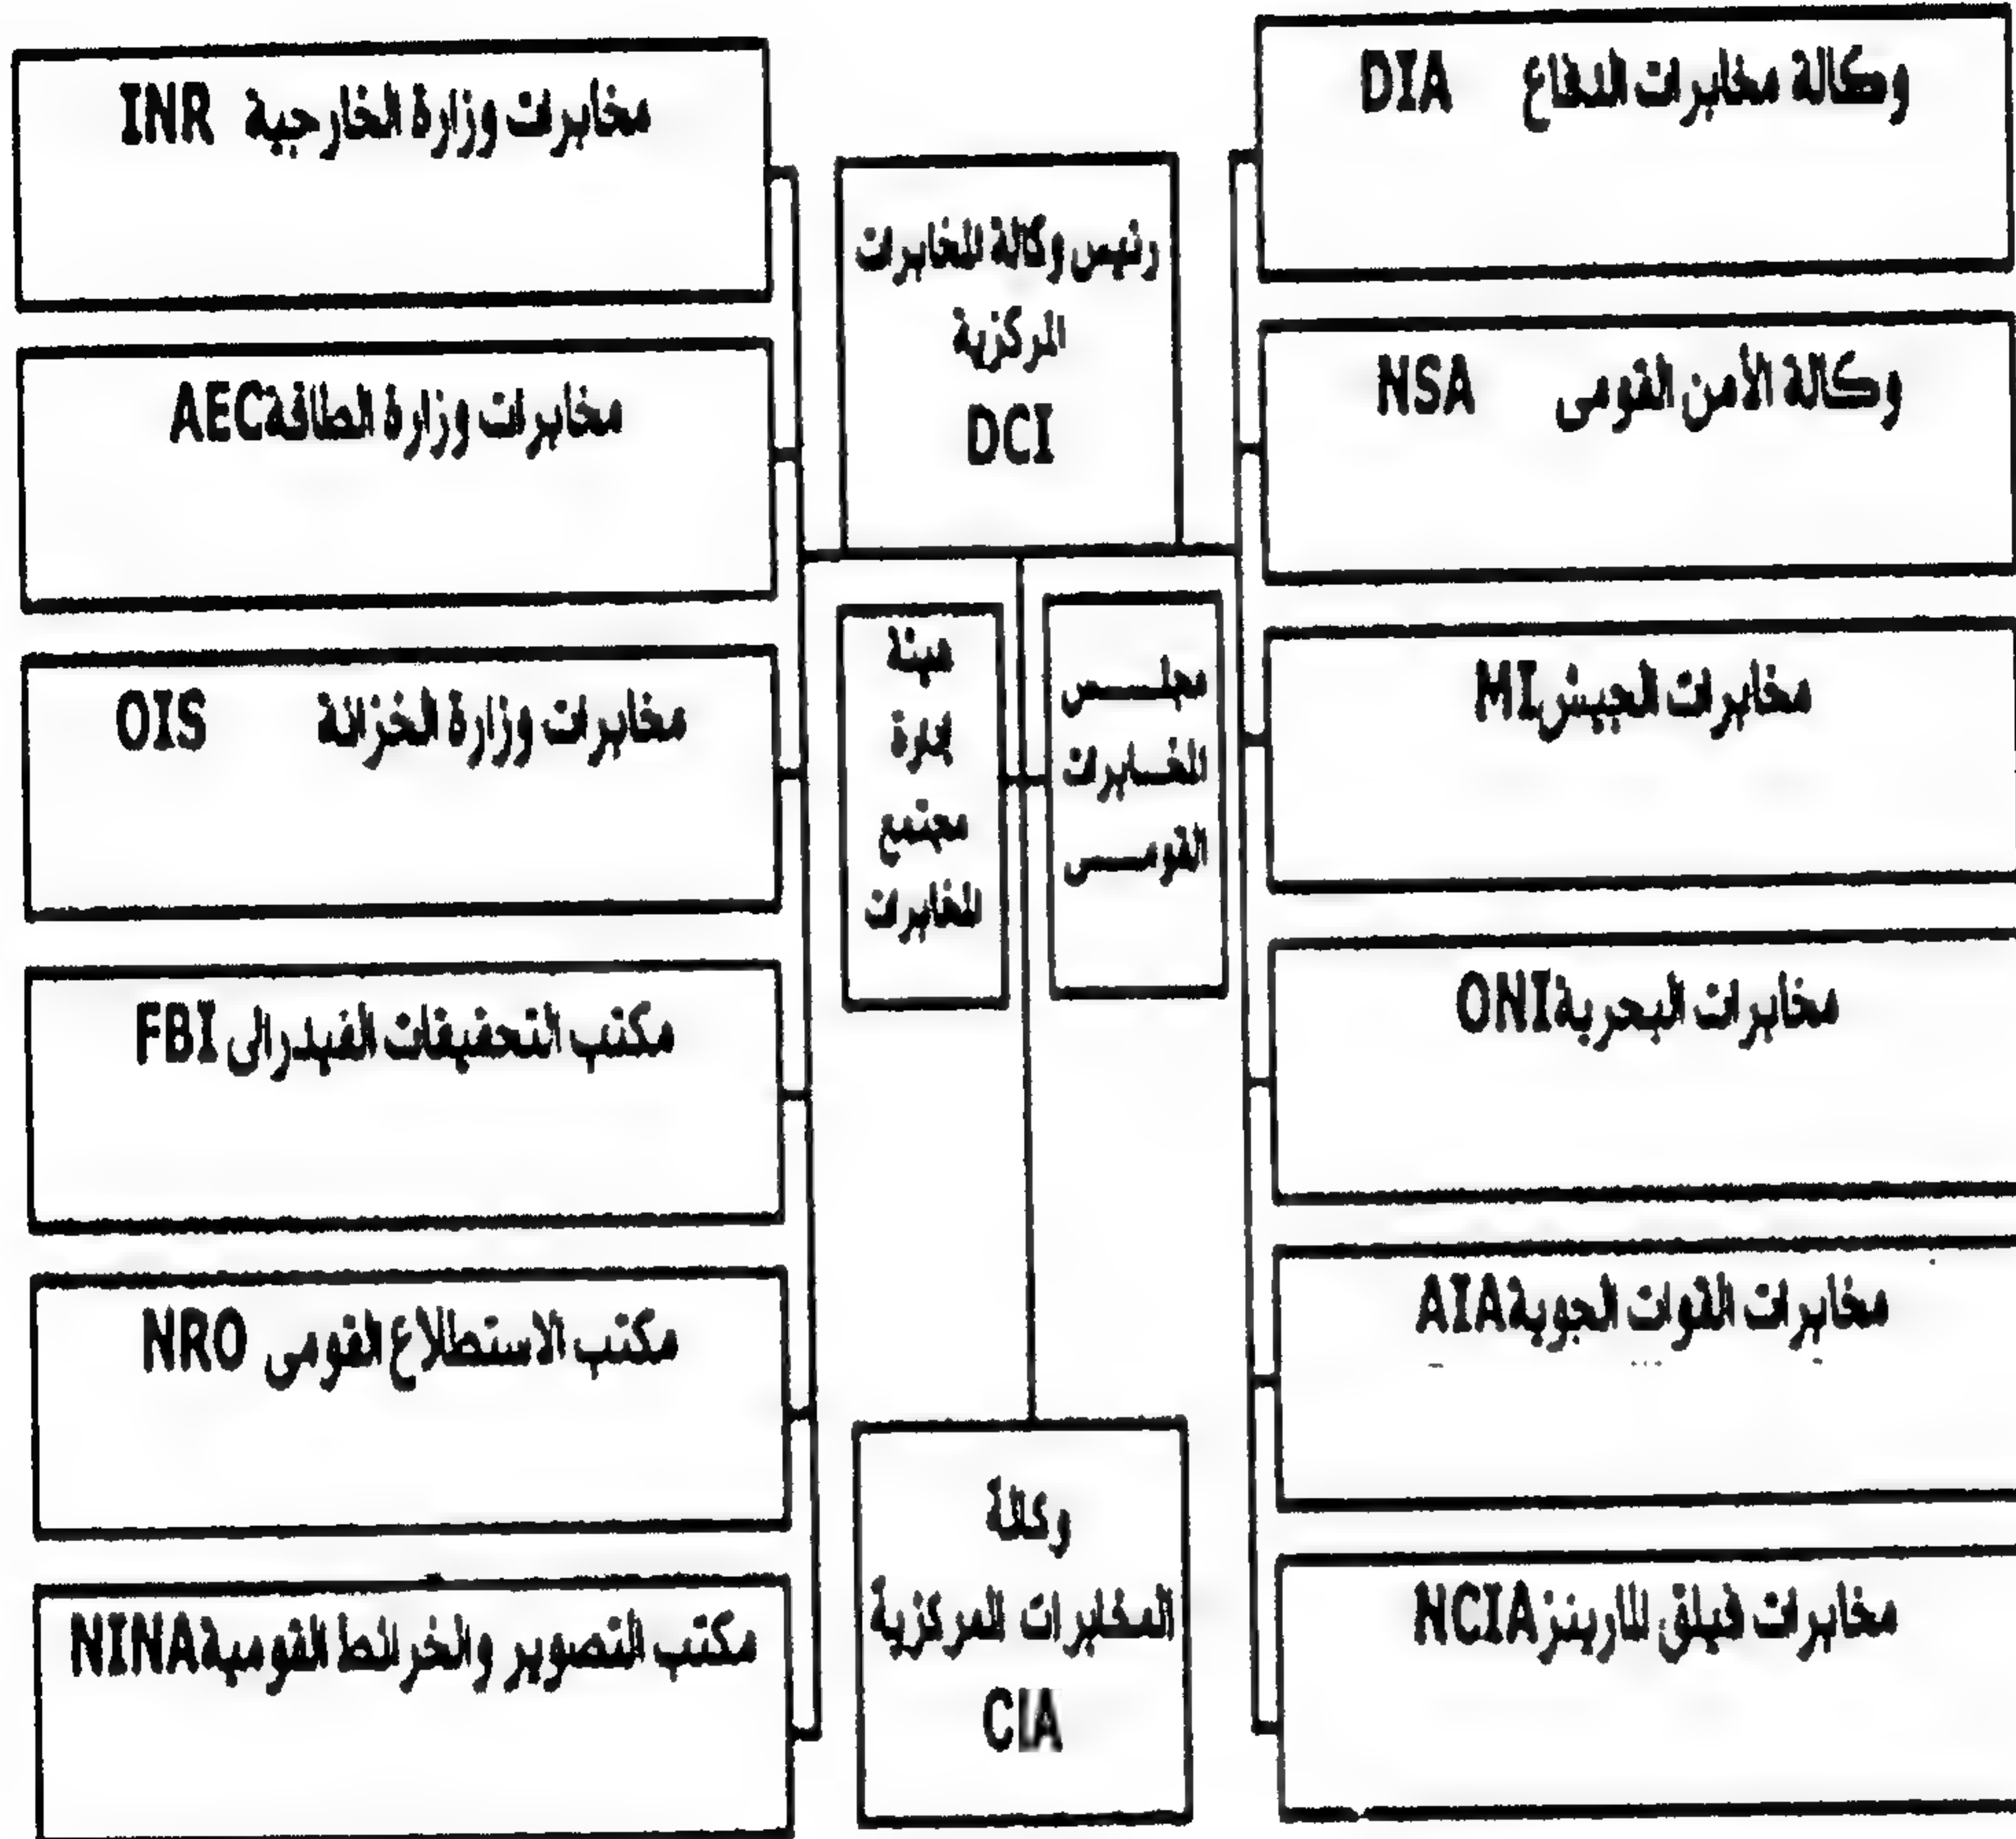 وكالة مخابرات الدفاع DIA
مخابرات وزارة الخارجية INR
رئيس وكالة المخابرات
المركزية
DCI
وكالة الأمن القومى NSA
مخابرات وزارة الطاقة AEC
مخابرات الجيش MI
مجلس
المخابرات
القومى
هيئة
إدارة
مجتمع
المخابرات
مخابرات وزارة الخزانة OIS
مخابرات البحرية ONI
مكتب التحقيقات الفيدرالى FBI
مخابرات القوات الجوية AIA
مكتب الاستطلاع القومى NRO
مخابرات فيلق المارينز NCIA
وكالة
المخابرات المركزية
CIA
مكتب التصوير والخرائط القومية NINA